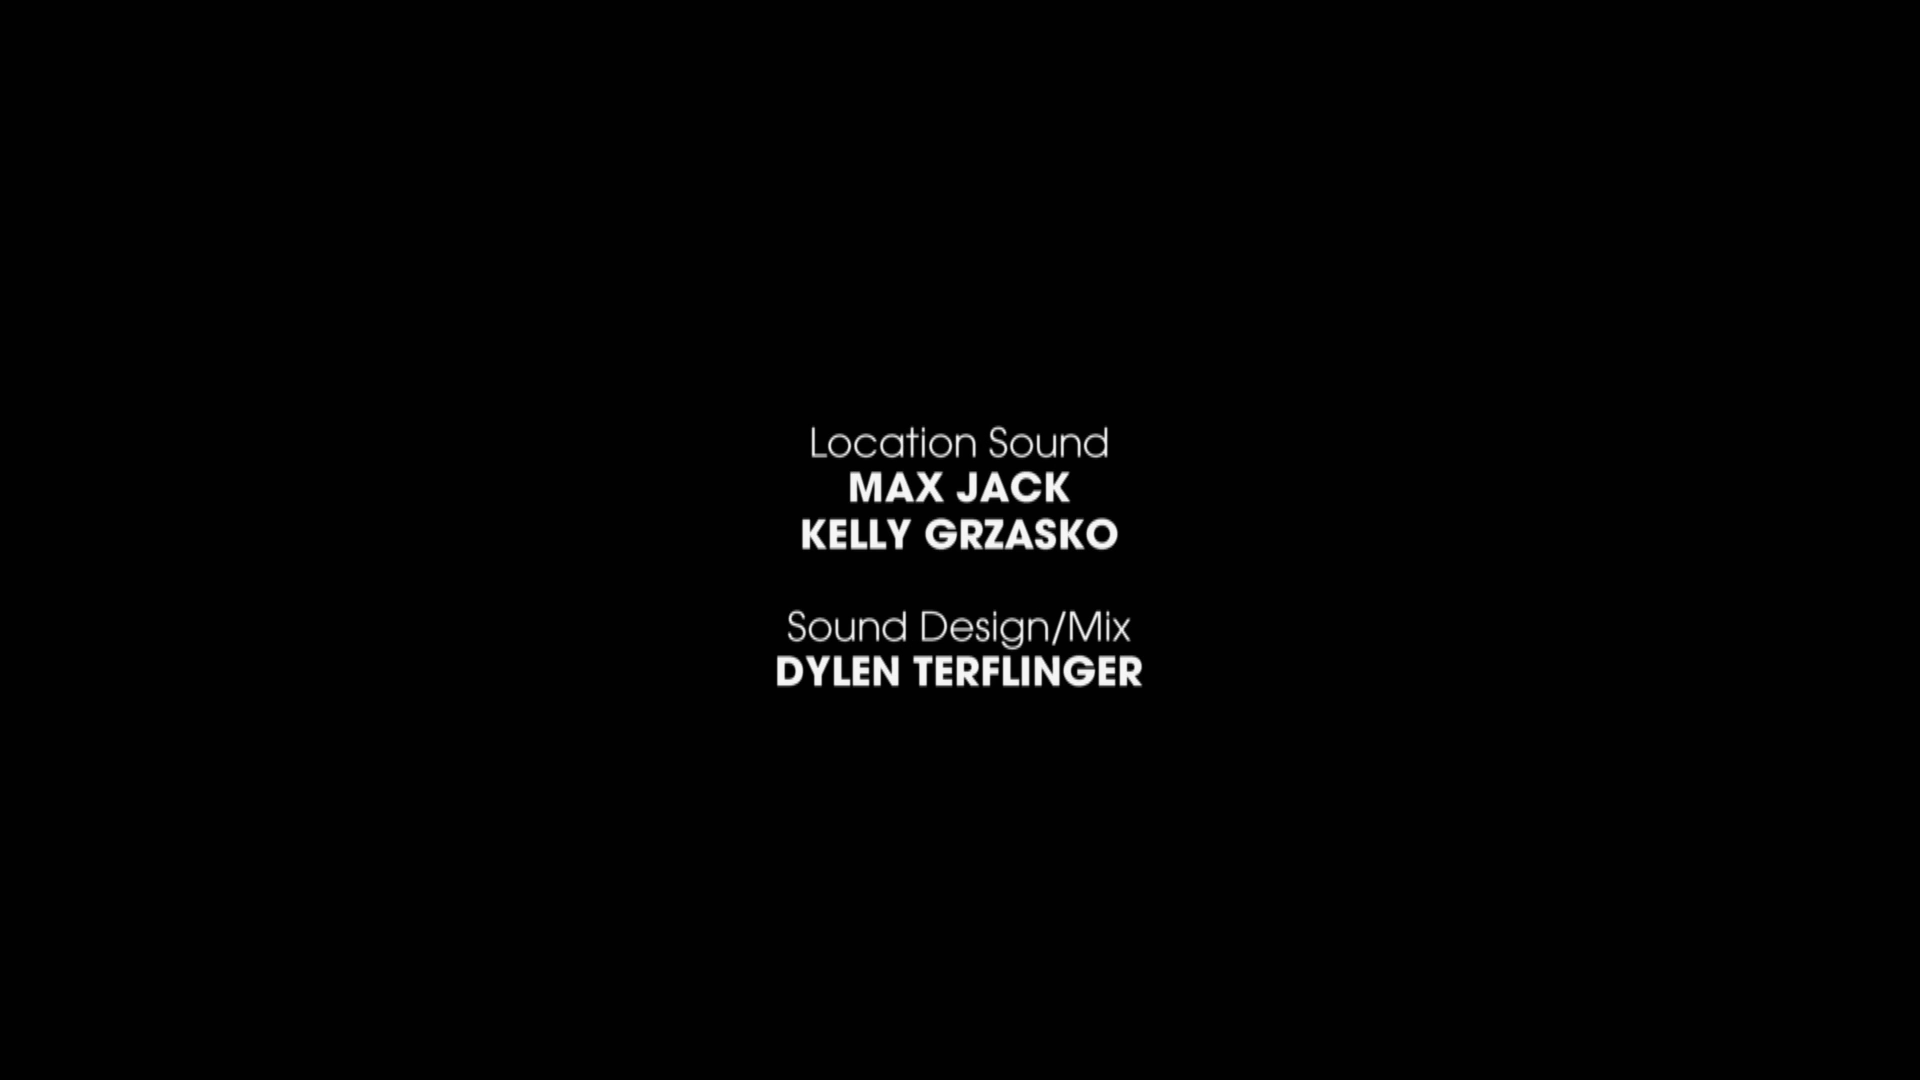 Location Sound
MAX JACK
KELLY GRZASKO
Sound Design/Mix
DYLEN TERFLINGER